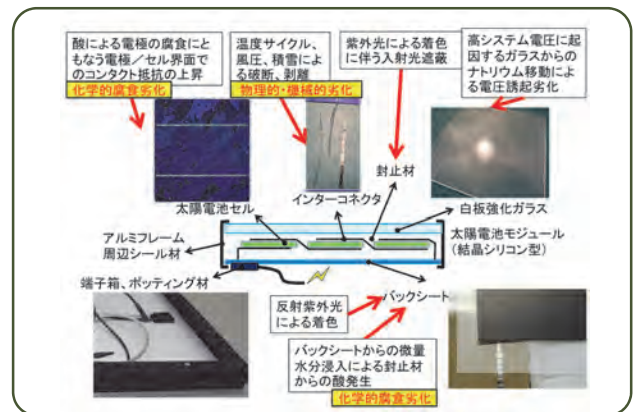 酸による電極の腐食にと
もなう電極／セル界面で
のコンタクト抵抗の上昇
化学的腐食劣化
温度サイクル、
風圧、積雪によ
る破断、剥離
物理的・機械的劣化
紫外光による着色
に伴う入射光遮蔽
高システム電圧に起
因するガラスからの
ナトリウム移動によ
る電圧誘起劣化
封止材
太陽電池セル
インターコネクタ
白板強化ガラス
アルミフレーム
周辺シール材
太陽電池モジュール
（結晶シリコン型）
端子箱、ポッティング材
反射紫外光
による着色
バックシート
バックシートからの微量
水分浸入による封止材
からの酸発生
化学的腐食劣化